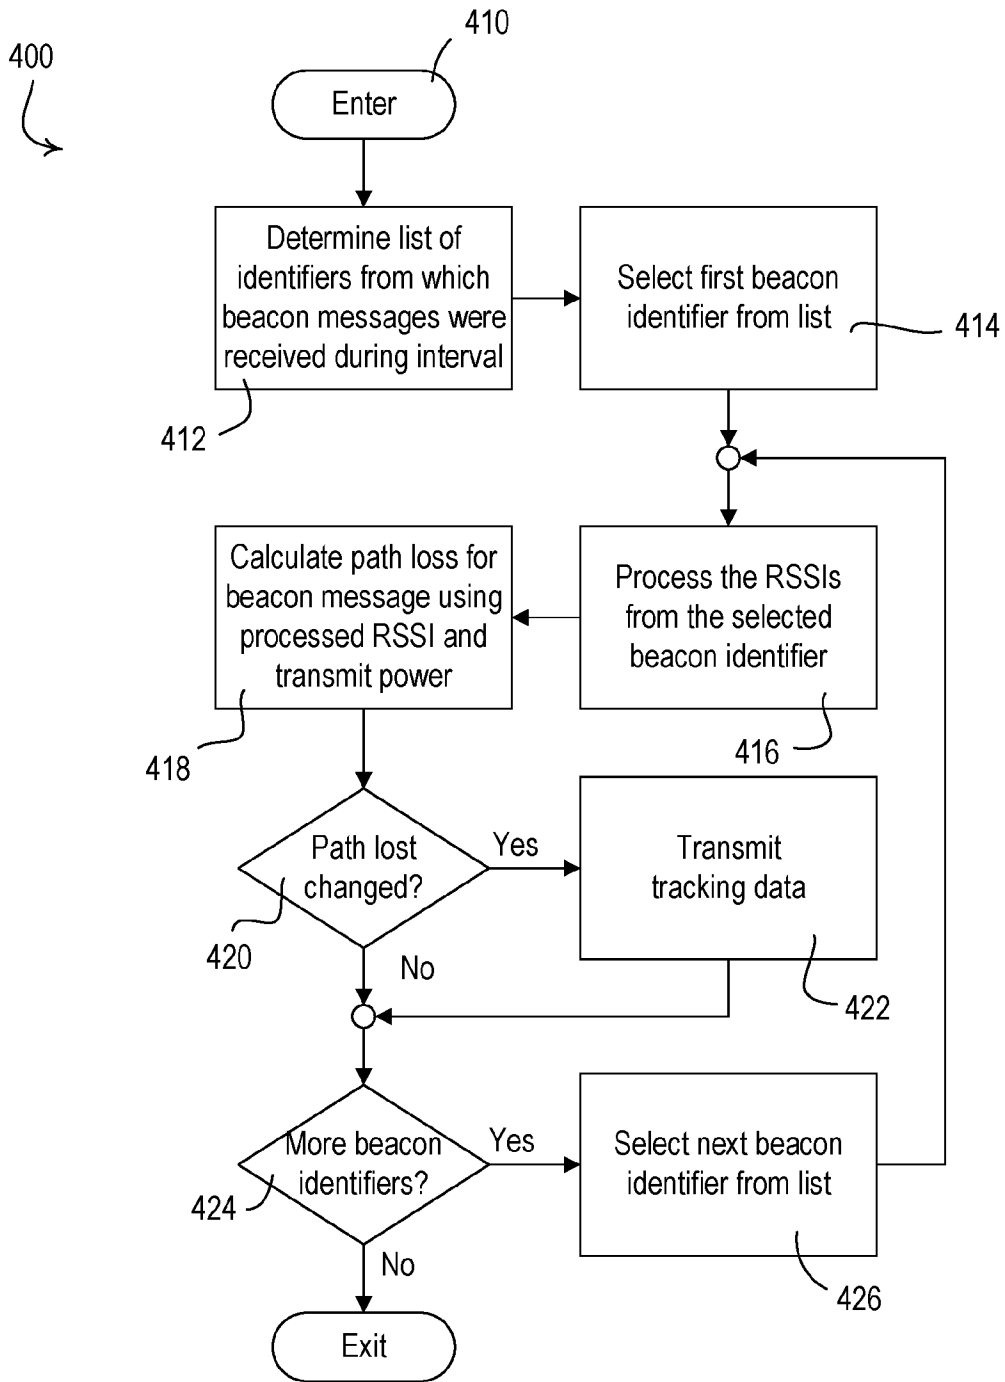 410
400
Enter
Determine list of
identifiers from which
beacon messages were
received during interval
412
Select first beacon
identifier from list
414
Process the RSSIs
from the selected
beacon identifier
416
Calculate path loss for
beacon message using
processed RSSI and
transmit power
418
Path lost
changed?
420
Yes
No
Transmit
tracking data
422
More beacon
identifiers?
424
Yes
No
Select next beacon
identifier from list
426
Exit